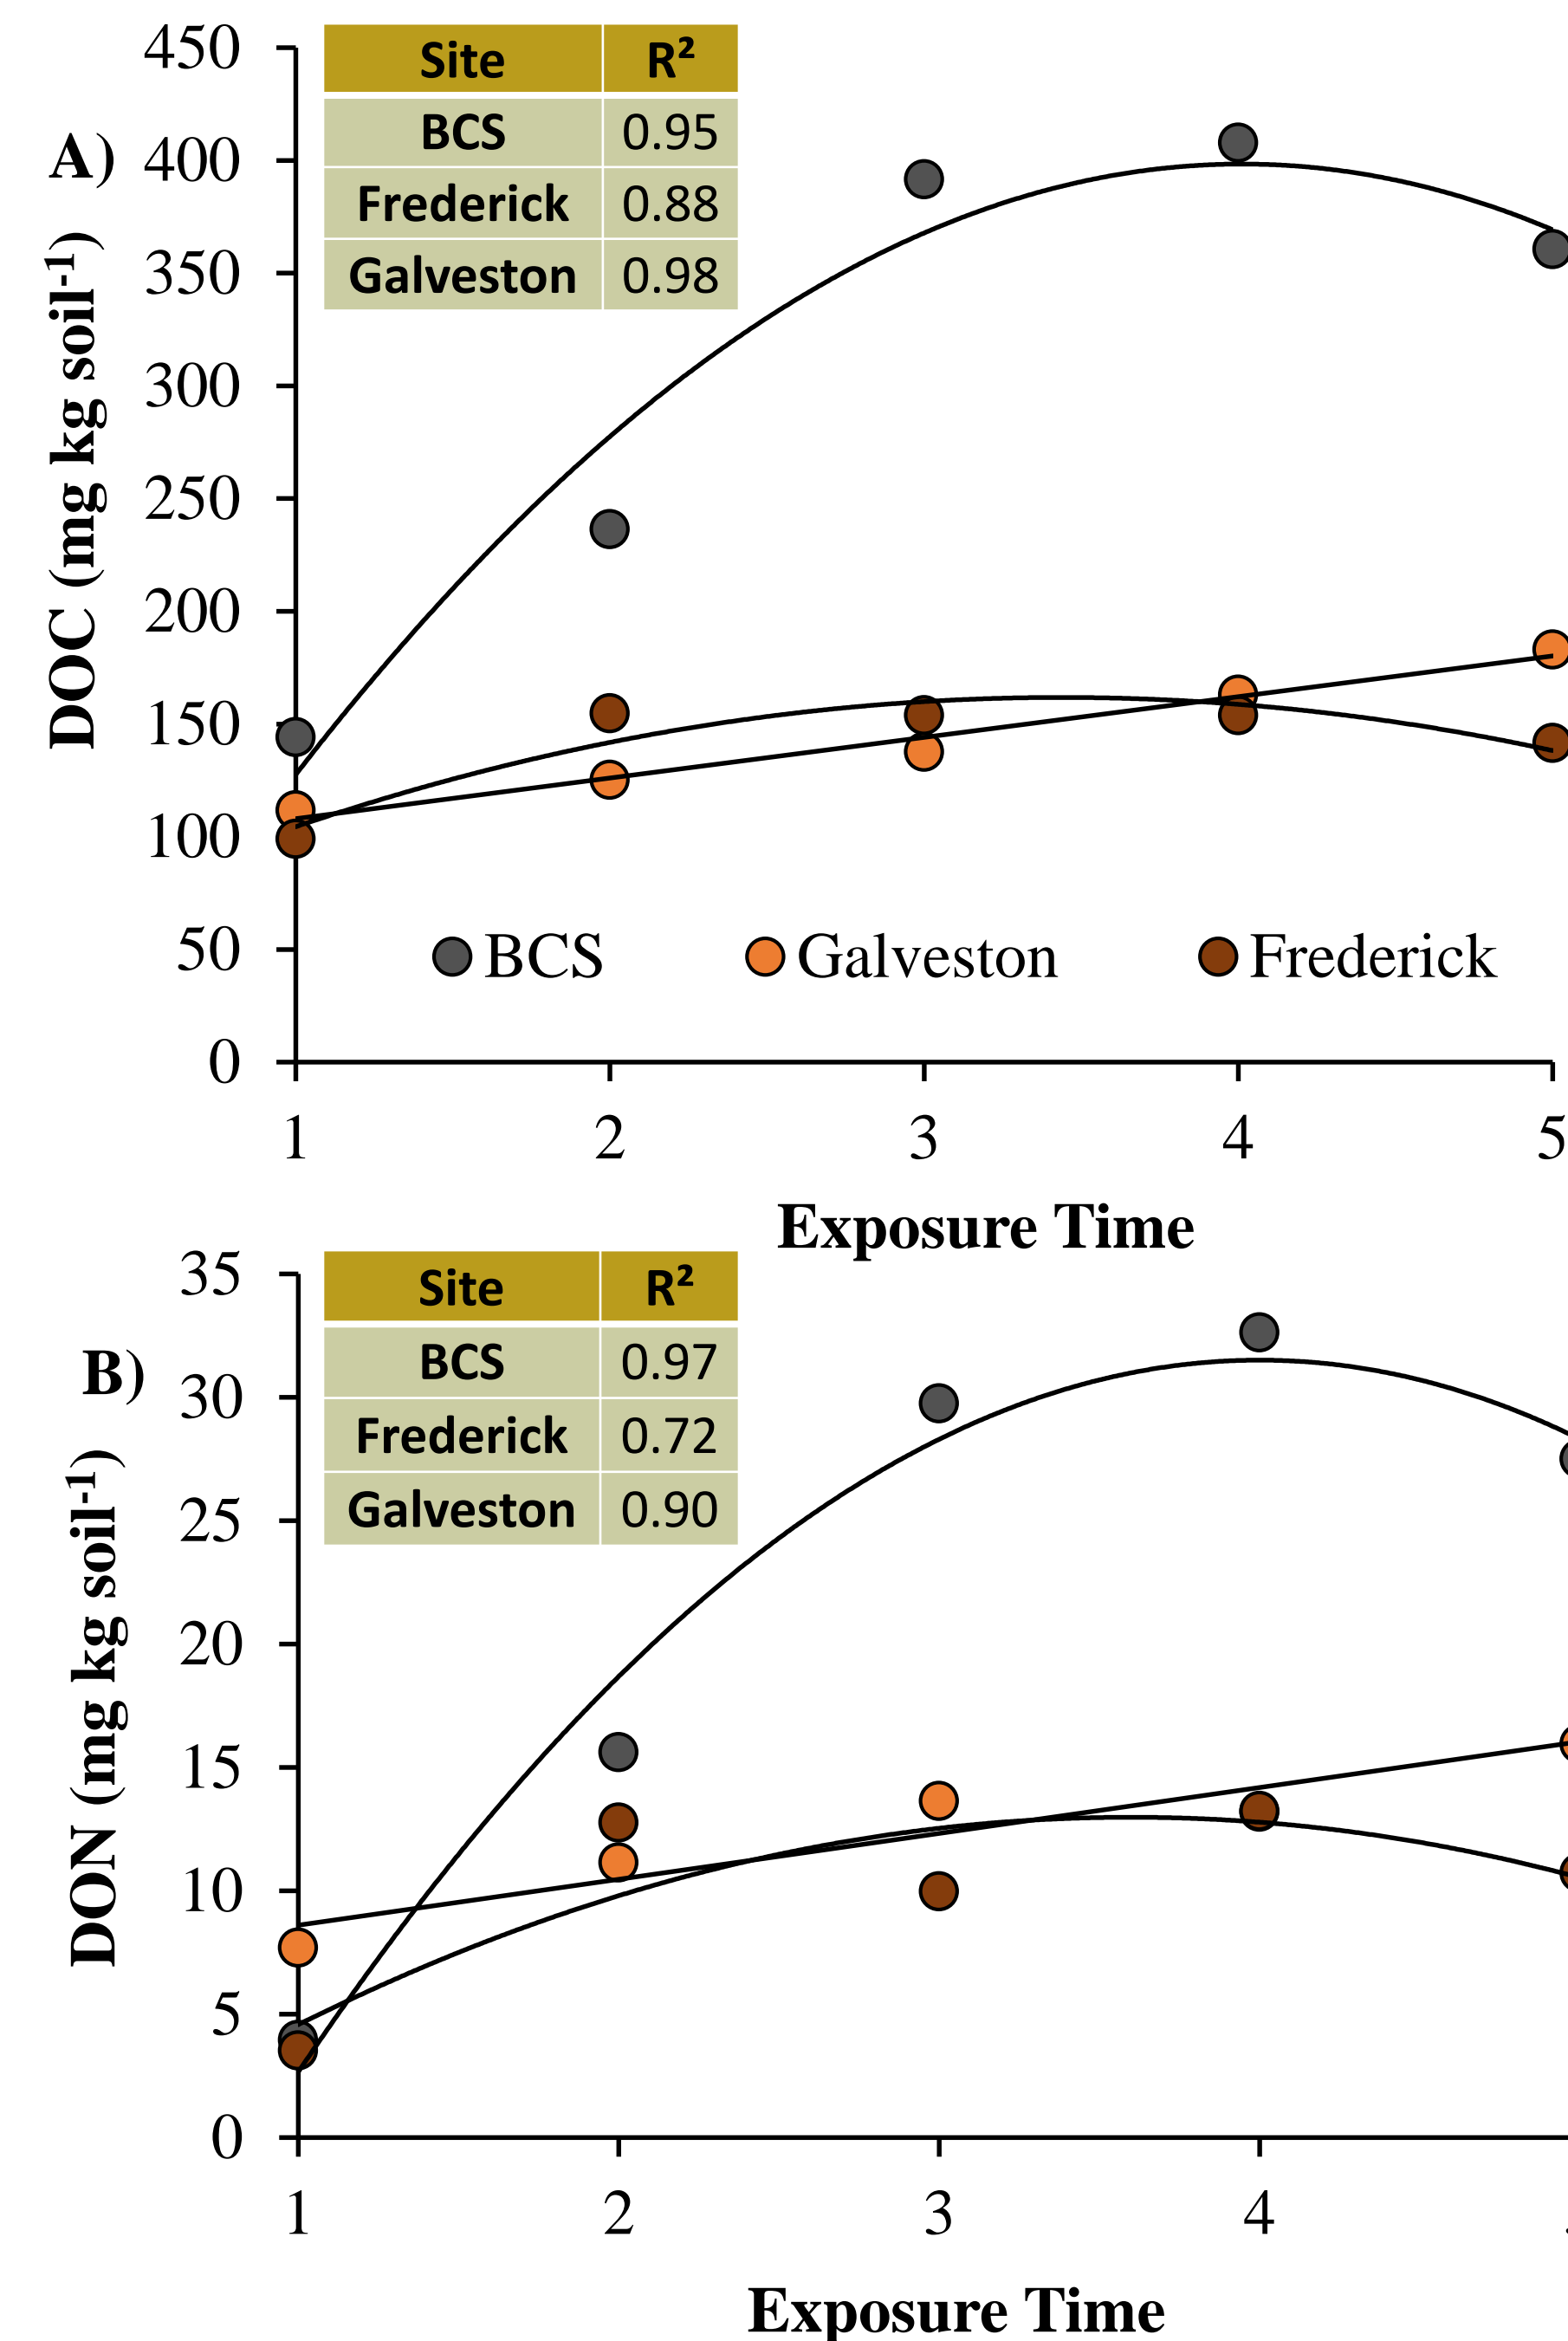 Site R²
BCS 0.95
Frederick 0.88
Galveston 0.98
A)
DOC (mg kg soil-1)
450
400
350
300
250
200
150
100
50
0
BCS Galveston Frederick
1 2 3 4 5
Exposure Time
Site R²
BCS 0.97
Frederick 0.72
Galveston 0.90
B)
DON (mg kg soil-1)
35
30
25
20
15
10
5
0
1 2 3 4
Exposure Time